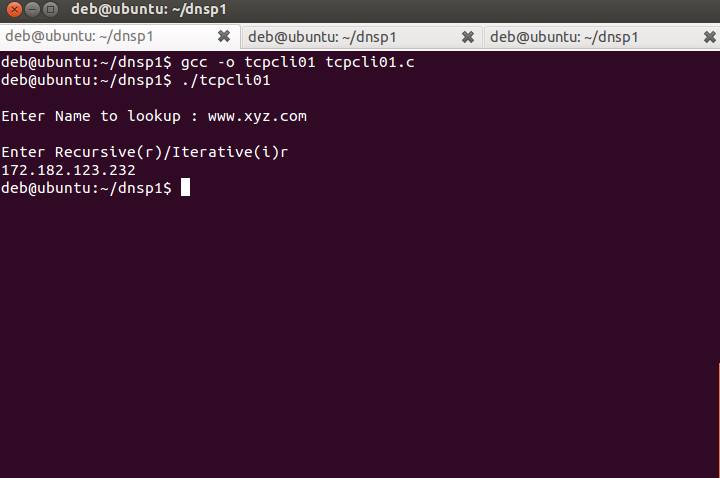 deb@ubuntu: ~/dnsp1
deb@ubuntu: ~/dnsp1 deb@ubuntu: ~/dnsp1 deb@ubuntu: ~/dnsp1
deb@ubuntu:~/dnsp1$ gcc -o tcpcli01 tcpcli01.c
deb@ubuntu:~/dnsp1$ ./tcpcli01
Enter Name to lookup : www.xyz.com
Enter Recursive(r)/Iterative(i)r
172.182.123.232
deb@ubuntu:~/dnsp1$